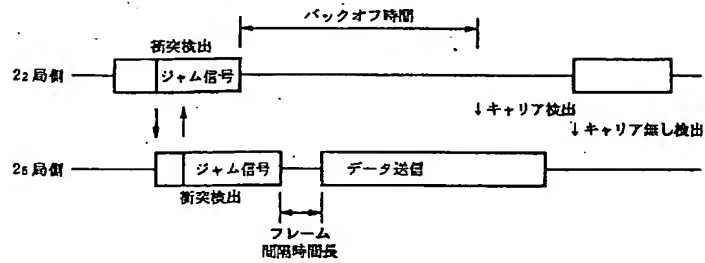 バックオフ時間
衝突検出
2₂局側
ジャム信号
↓キャリア検出
↓キャリア無し検出
2₅局側
ジャム信号
データ送信
衝突検出
フレーム
間隔時間長